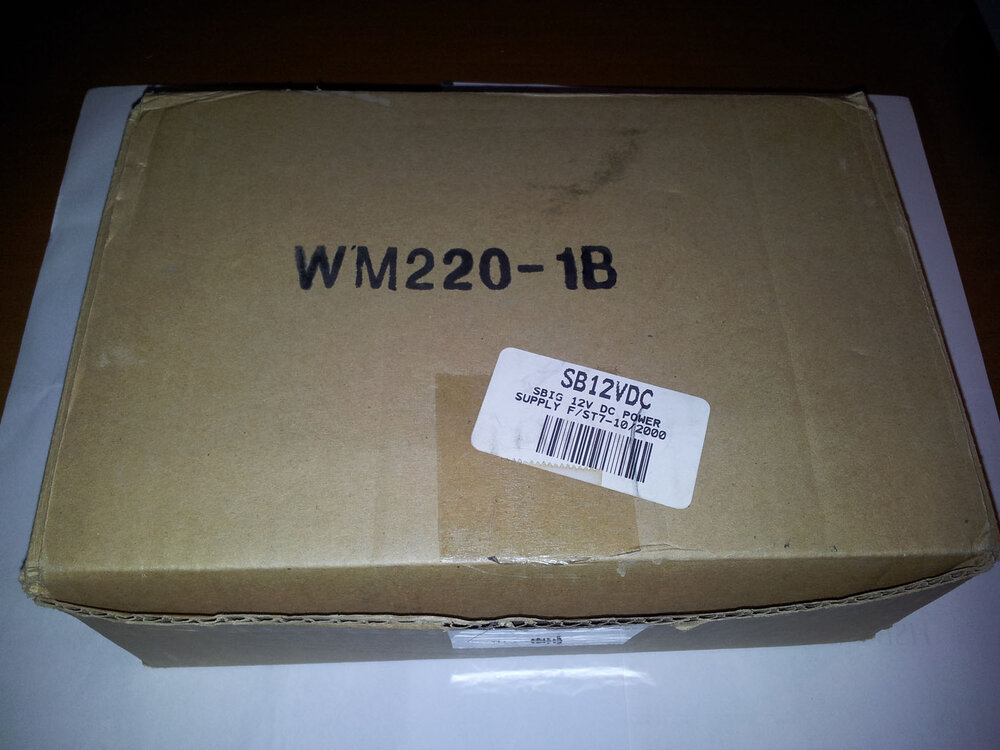 WM220-1B
SB12VDC
SBIG 12V DC POWER
SUPPLY F/ST7-10/2000